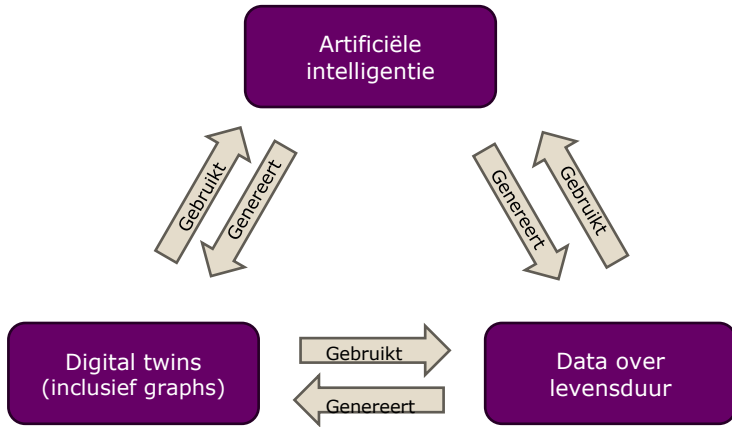 Artificiële
intelligentie
Gebruikt
Genereert
Genereert
Gebruikt
Digital twins
(inclusief graphs)
Gebruikt
Genereert
Data over
levensduur